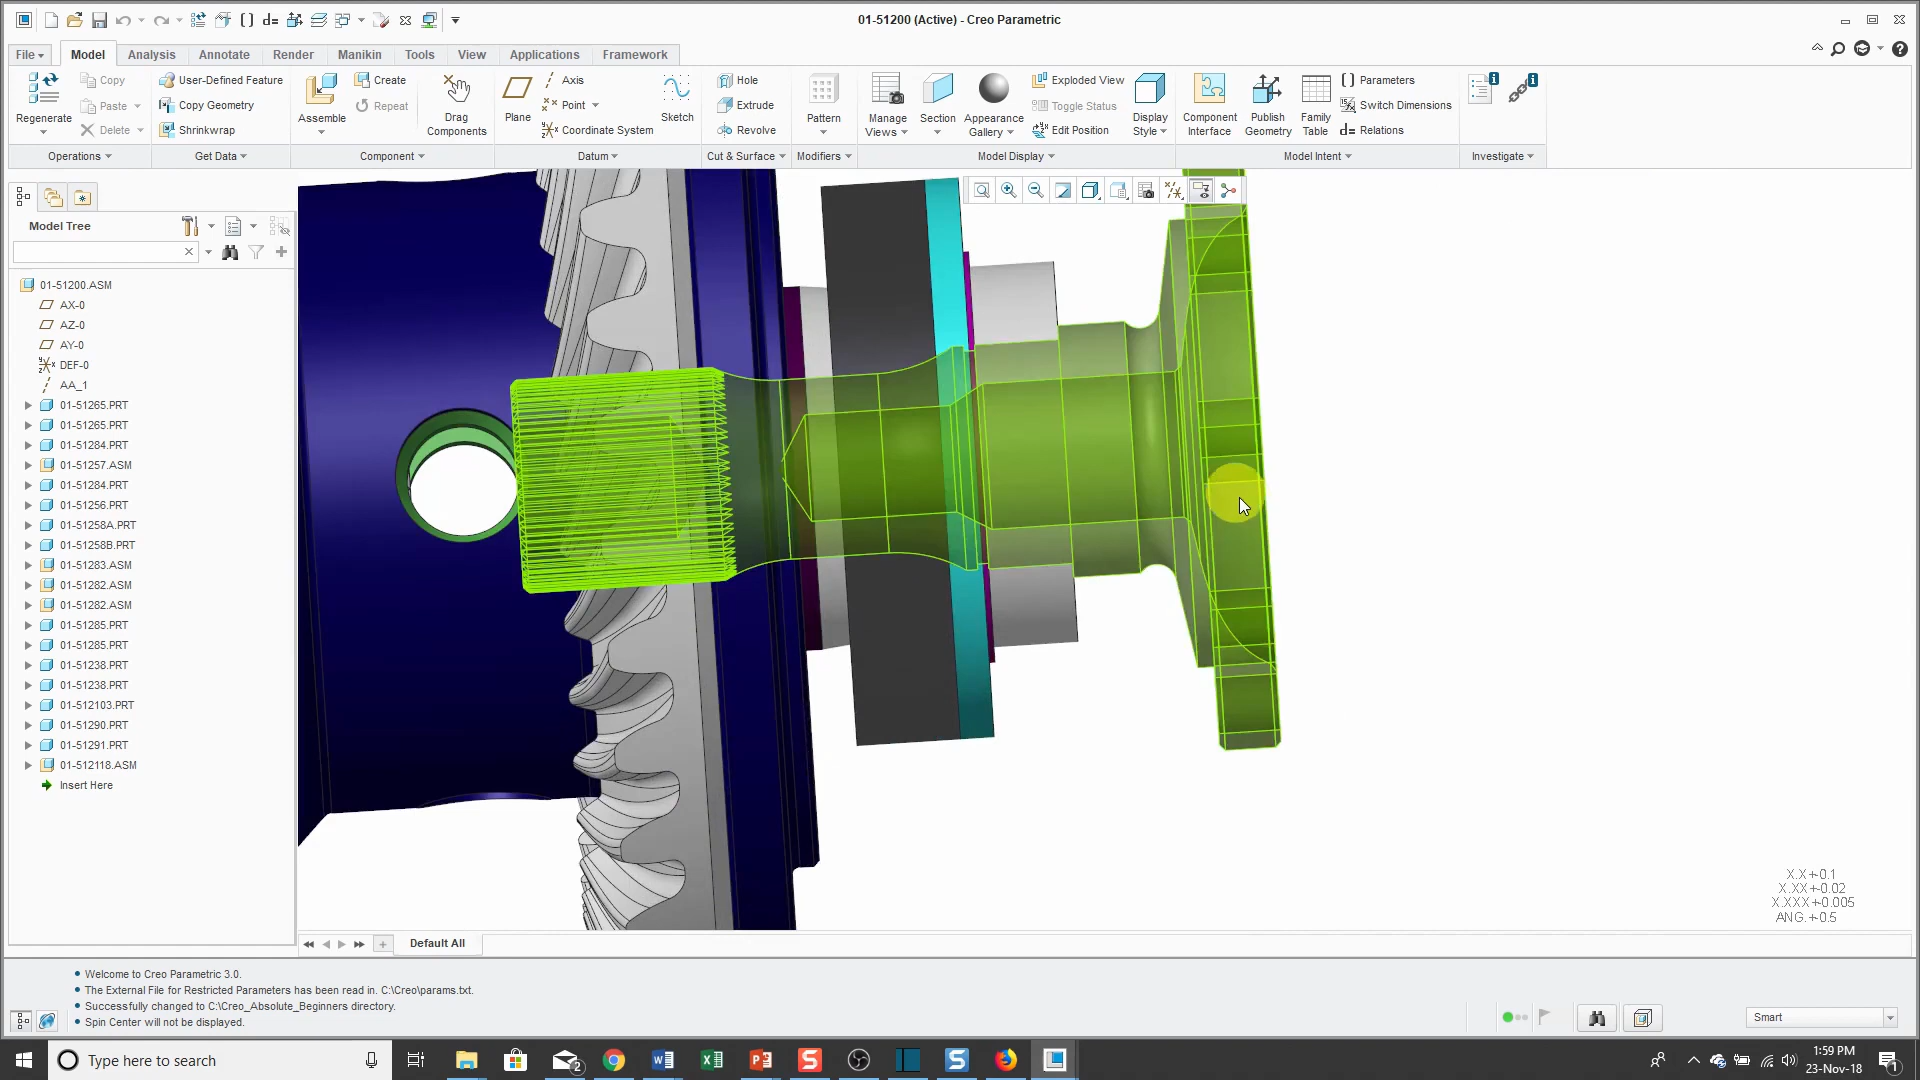 01-51200 (Active) - Creo Parametric
File Model Analysis Annotate Render Manikin Tools View Applications Framework
Regenerate
Copy
Paste
Delete
Operations
User-Defined Feature
Copy Geometry
Shrinkwrap
Get Data
Assemble
Create
Repeat
Drag
Components
Component
Plane
Axis
Point
Coordinate System
Sketch
Datum
Hole
Extrude
Revolve
Cut & Surface
Pattern
Modifiers
Manage
Views
Section
Appearance
Gallery
Exploded View
Toggle Status
Edit Position
Display
Style
Model Display
Component
Interface
Publish
Geometry
Family
Table
Parameters
Switch Dimensions
Relations
Model Intent
Investigate
Model Tree
01-51200.ASM
AX-0
AZ-0
AY-0
DEF-0
AA_1
01-51265.PRT
01-51265.PRT
01-51284.PRT
01-51257.ASM
01-51284.PRT
01-51256.PRT
01-51258A.PRT
01-51258B.PRT
01-51283.ASM
01-51282.ASM
01-51282.ASM
01-51285.PRT
01-51285.PRT
01-51238.PRT
01-51238.PRT
01-512103.PRT
01-51290.PRT
01-51291.PRT
01-512118.ASM
Insert Here
X.X+-0.1
X.XX+-0.02
X.XXX+-0.005
ANG.+-0.5
Default All
Welcome to Creo Parametric 3.0.
The External File for Restricted Parameters has been read in. C:\Creo\params.txt.
Successfully changed to C:\Creo_Absolute_Beginners directory.
Spin Center will not be displayed.
Smart
Type here to search
2
1:59 PM
23-Nov-18
1